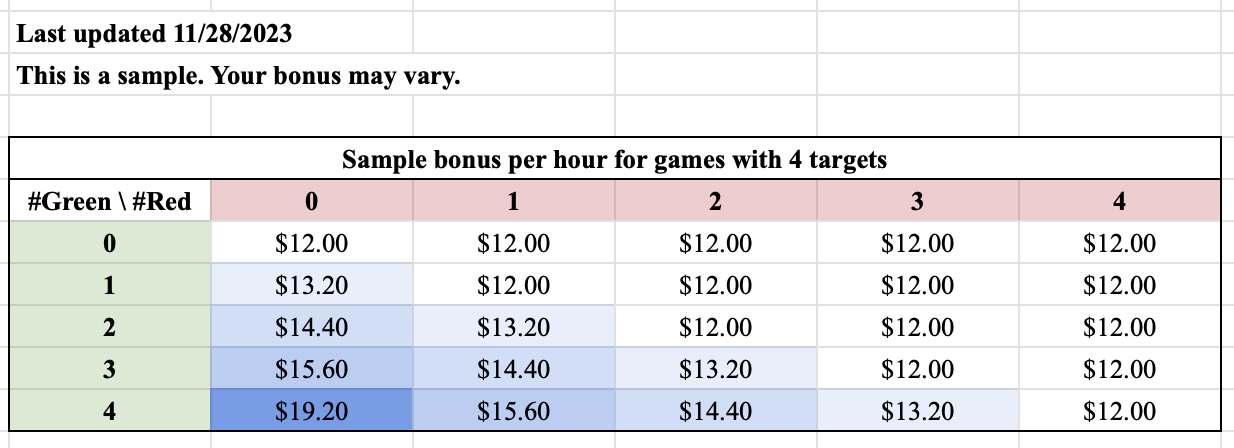 Last updated 11/28/2023
This is a sample. Your bonus may vary.
Sample bonus per hour for games with 4 targets
#Green \ #Red 0 1 2 3 4
0 $12.00 $12.00 $12.00 $12.00 $12.00
1 $13.20 $12.00 $12.00 $12.00 $12.00
2 $14.40 $13.20 $12.00 $12.00 $12.00
3 $15.60 $14.40 $13.20 $12.00 $12.00
4 $19.20 $15.60 $14.40 $13.20 $12.00